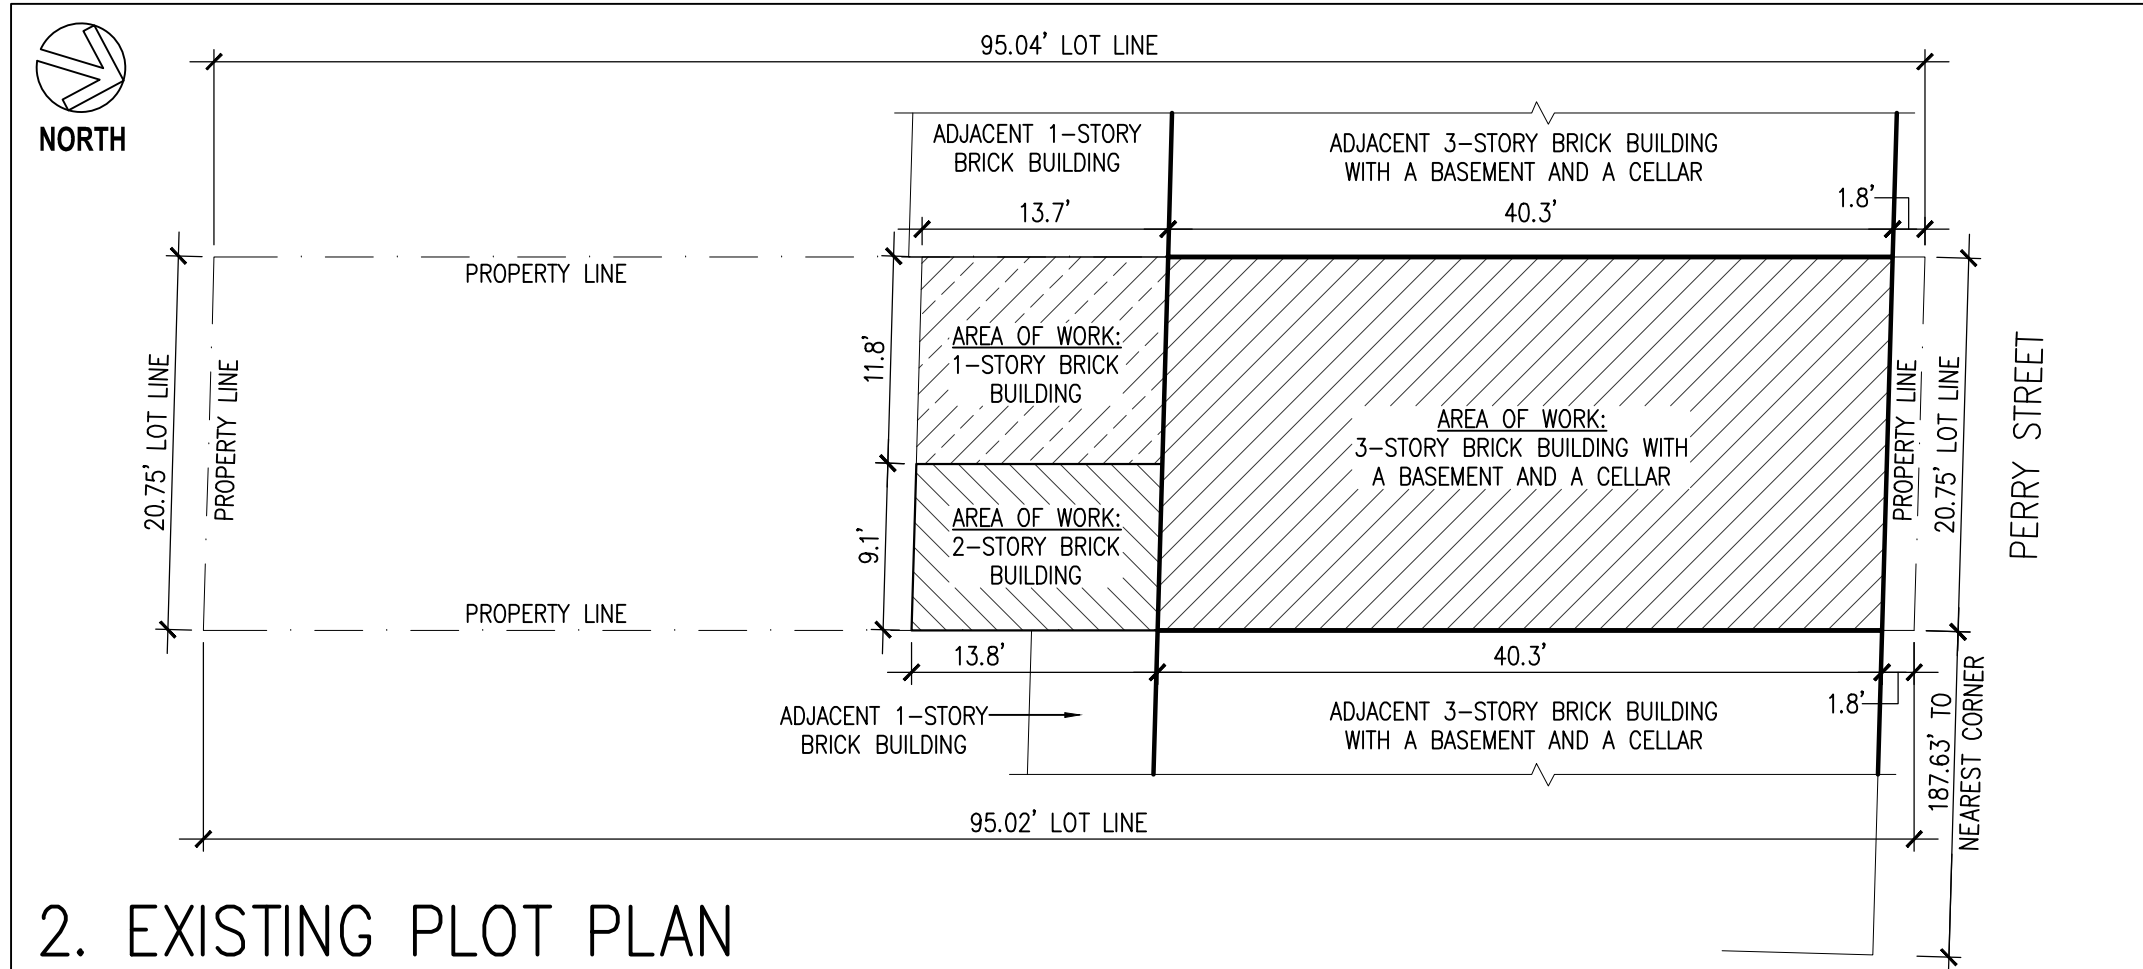 95.04' LOT LINE
NORTH
ADJACENT 1-STORY
BRICK BUILDING
ADJACENT 3-STORY BRICK BUILDING
WITH A BASEMENT AND A CELLAR
13.7'
40.3'
1.8'
PROPERTY LINE
20.75' LOT LINE
PROPERTY LINE
11.8'
AREA OF WORK:
1-STORY BRICK
BUILDING
AREA OF WORK:
3-STORY BRICK BUILDING WITH
A BASEMENT AND A CELLAR
PROPERTY LINE
20.75' LOT LINE
PERRY STREET
9.1'
AREA OF WORK:
2-STORY BRICK
BUILDING
PROPERTY LINE
13.8'
40.3'
1.8'
ADJACENT 1-STORY
BRICK BUILDING
ADJACENT 3-STORY BRICK BUILDING
WITH A BASEMENT AND A CELLAR
187.63' TO
NEAREST CORNER
95.02' LOT LINE
2. EXISTING PLOT PLAN